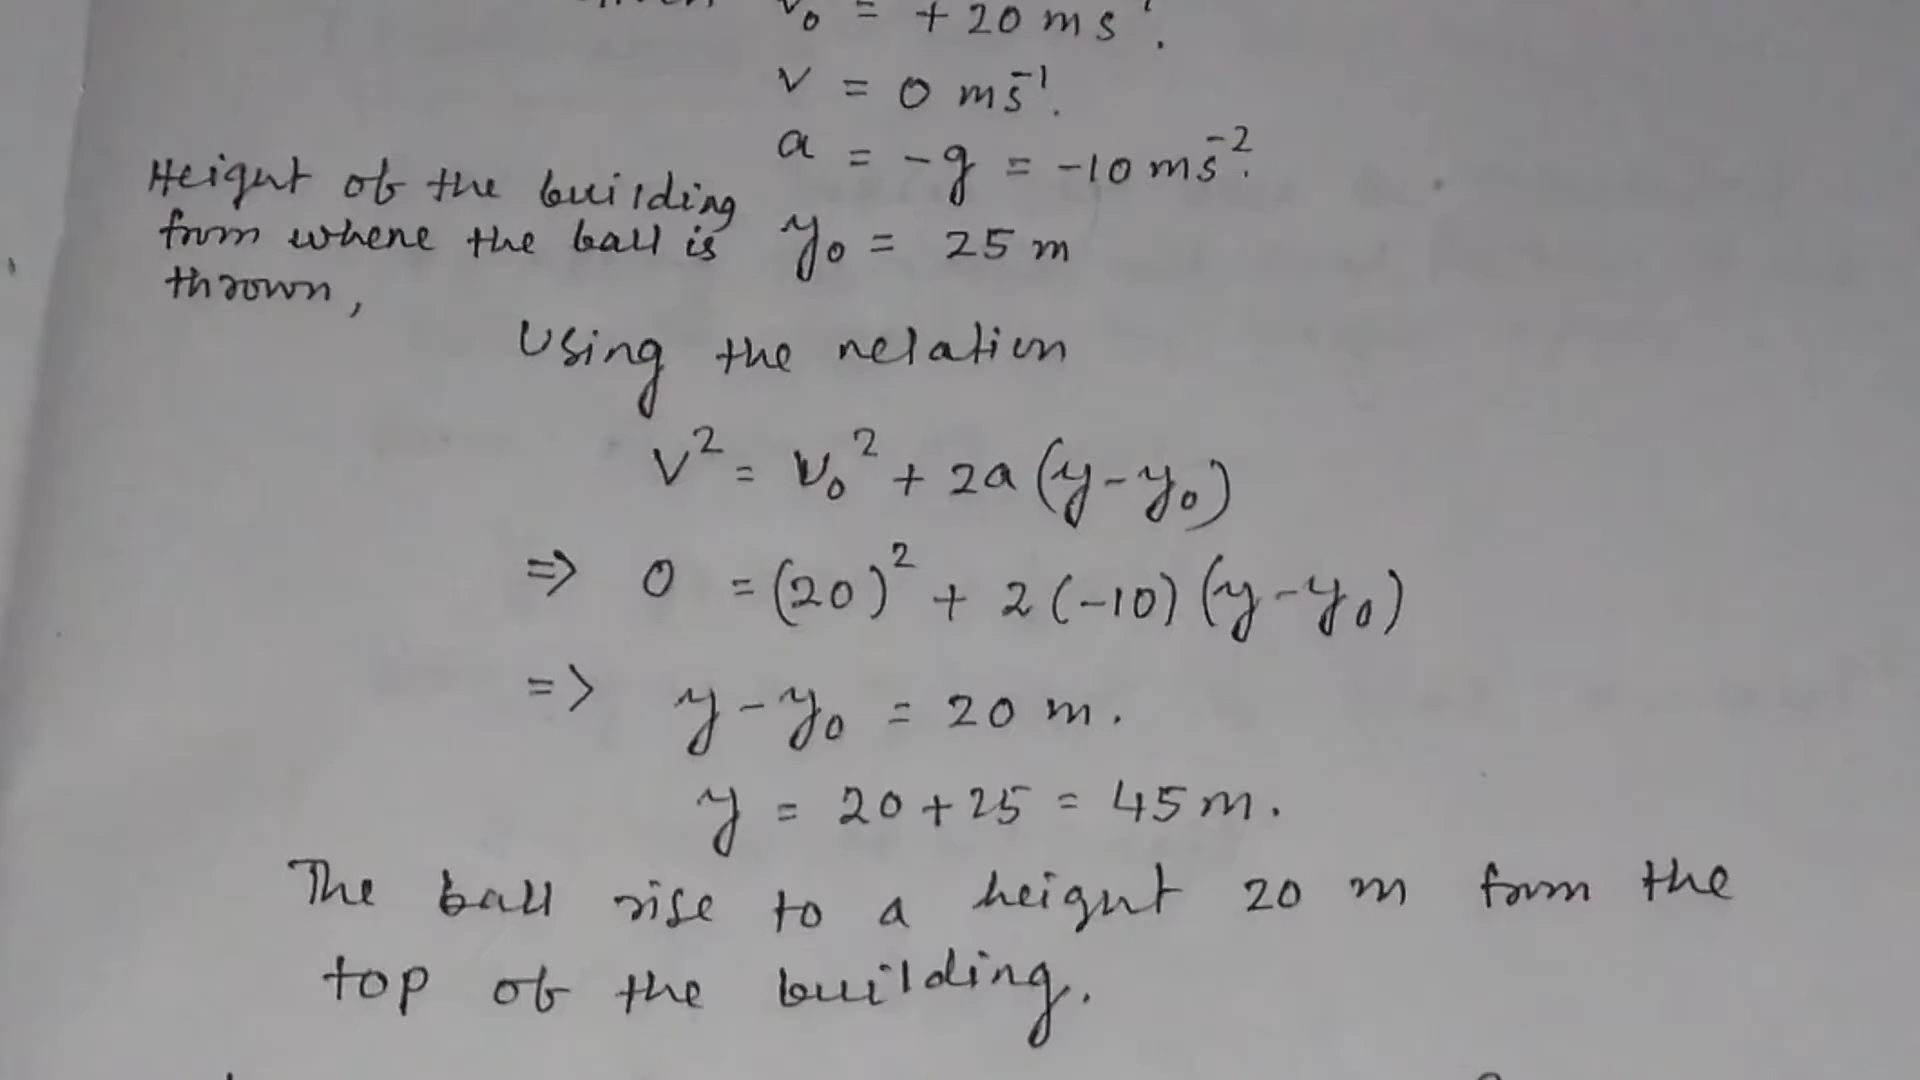 v₀ = + 20 ms⁻¹.
v = 0 ms⁻¹.
a = -g = -10 ms⁻².
Height of the building
from where the ball is y₀ = 25 m
thrown,
Using the relation
v² = v₀² + 2a (y-y₀)
=> 0 = (20)² + 2 (-10) (y-y₀)
=> y-y₀ = 20 m.
y = 20+25 = 45m.
The ball rise to a height 20 m from the
top of the building.